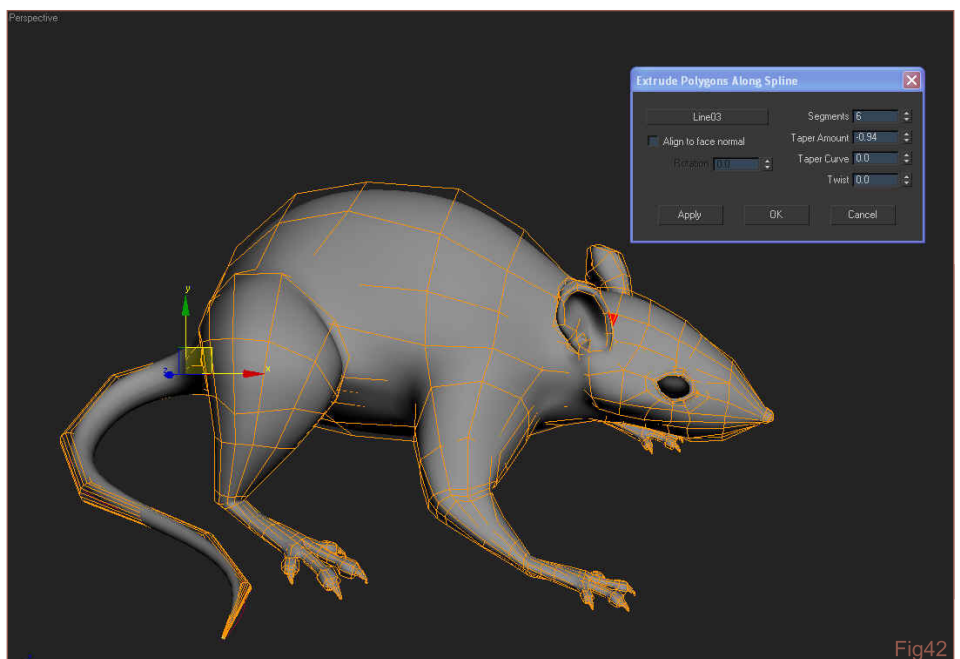 Perspective
Extrude Polygons Along Spline
Line03
Segments 6
Align to face normal
Taper Amount -0.94
Rotation 0.0
Taper Curve 0.0
Twist 0.0
Apply OK Cancel
y
z x
Fig42